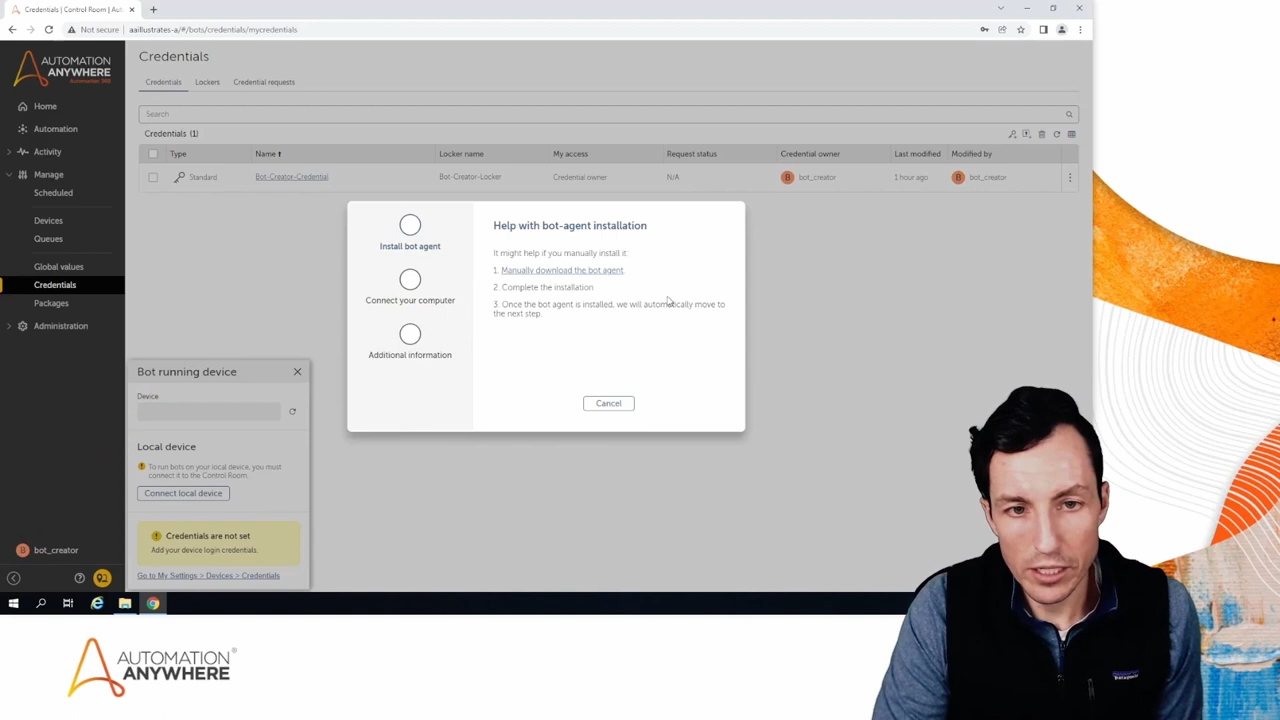 Credentials | Control Room | Aut
Not secure
aaillustrates-a/#/bots/credentials/mycredentials
AUTOMATION
ANYWHERE
Automation 360
Home
Automation
Activity
Manage
Scheduled
Devices
Queues
Global values
Credentials
Packages
Administration
bot_creator
Credentials
Credentials
Lockers
Credential requests
Search
Credentials (1)
Type
Name
Locker name
My access
Request status
Credential owner
Last modified
Modified by
Standard
Bot-Creator-Credential
Bot-Creator-Locker
Credential owner
N/A
B
bot_creator
1 hour ago
B
bot_creator
Install bot agent
Connect your computer
Additional information
Help with bot-agent installation
It might help if you manually install it:
1. Manually download the bot agent.
2. Complete the installation
3. Once the bot agent is installed, we will automatically move to
the next step.
Cancel
Bot running device
Device
Local device
To run bots on your local device, you must
connect it to the Control Room.
Connect local device
Credentials are not set
Add your device login credentials.
Go to My Settings > Devices > Credentials
B
AUTOMATION
ANYWHERE
patagonia